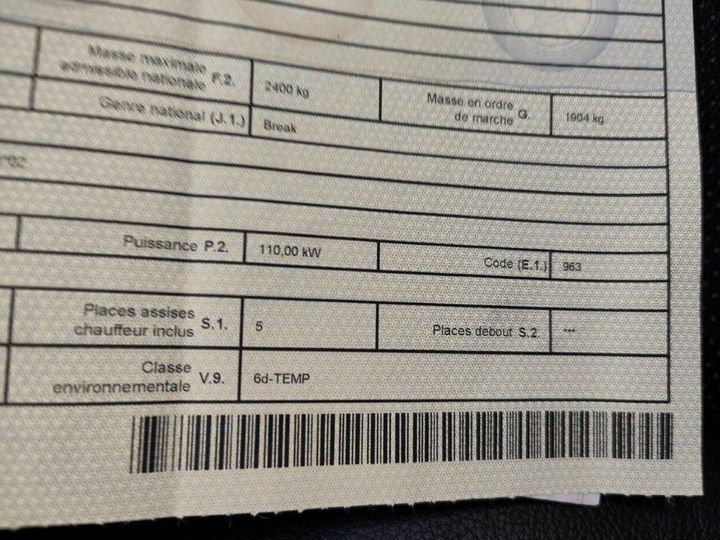 Masse maximale
admissible nationale F.2. 2400 kg
Masse en ordre
de marche G. 1904 kg
Genre national (J.1.) Break
*02
Puissance P.2. 110,00 kW Code (E.1.) 963
Places assises
chauffeur inclus S.1. 5 Places debout S.2. ---
Classe
environnementale V.9. 6d-TEMP